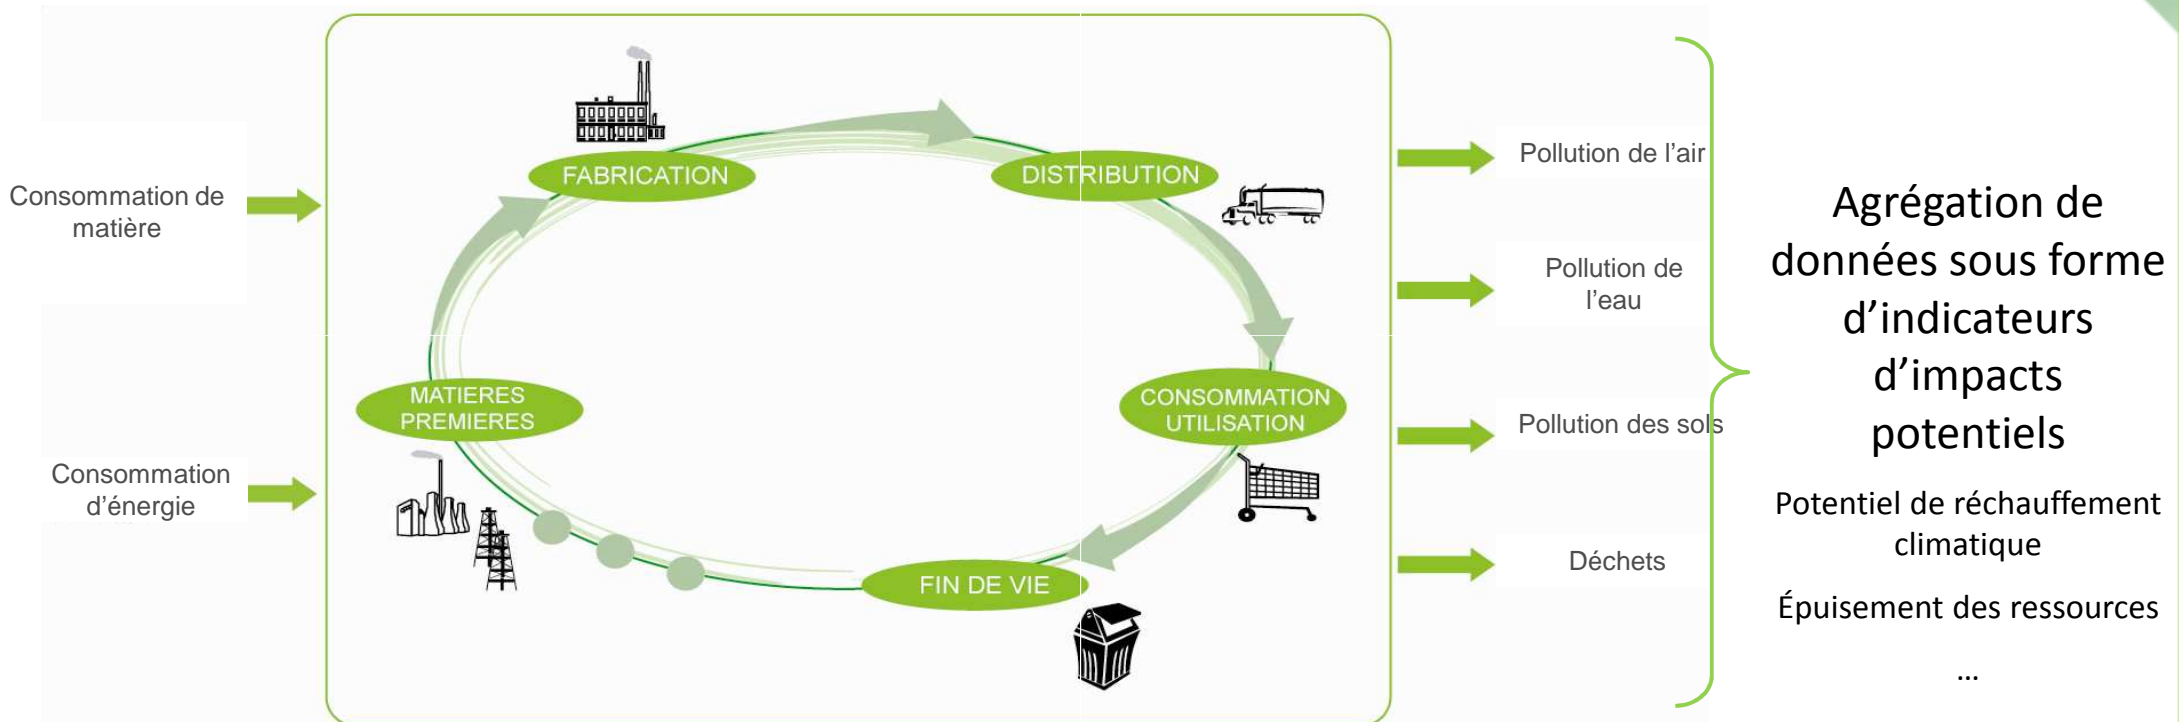 Consommation de
matière
Consommation
d’énergie
FABRICATION
DISTRIBUTION
MATIERES
PREMIERES
CONSOMMATION
UTILISATION
FIN DE VIE
Pollution de l’air
Pollution de
l’eau
Pollution des sols
Déchets
Agrégation de
données sous forme
d’indicateurs
d’impacts
potentiels
Potentiel de réchauffement
climatique
Épuisement des ressources
…